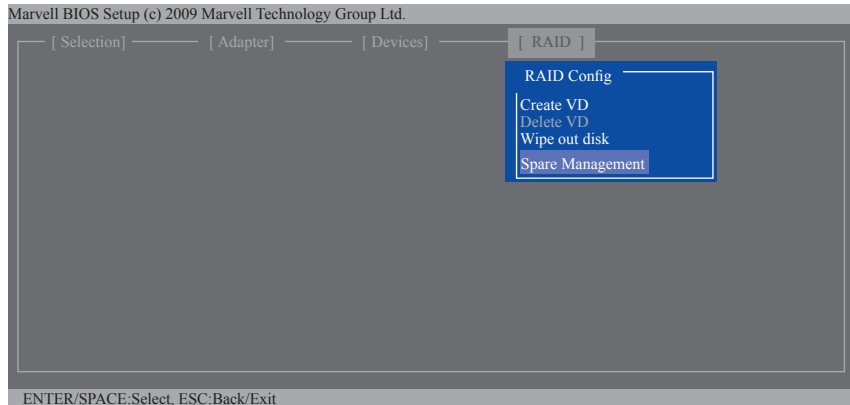 Marvell BIOS Setup (c) 2009 Marvell Technology Group Ltd.
[ Selection] [ Adapter] [ Devices] [ RAID ]
RAID Config
Create VD
Delete VD
Wipe out disk
Spare Management
ENTER/SPACE:Select, ESC:Back/Exit